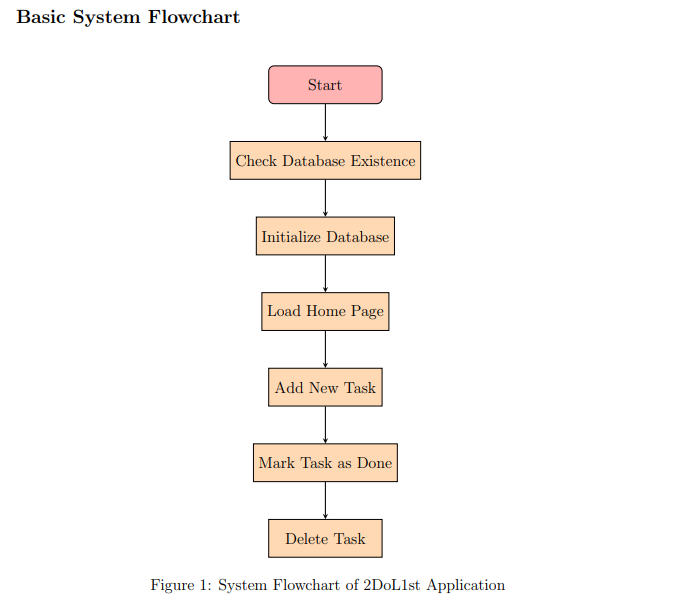 Basic System Flowchart
Start
Check Database Existence
Initialize Database
Load Home Page
Add New Task
Mark Task as Done
Delete Task
Figure 1: System Flowchart of 2DoL1st Application